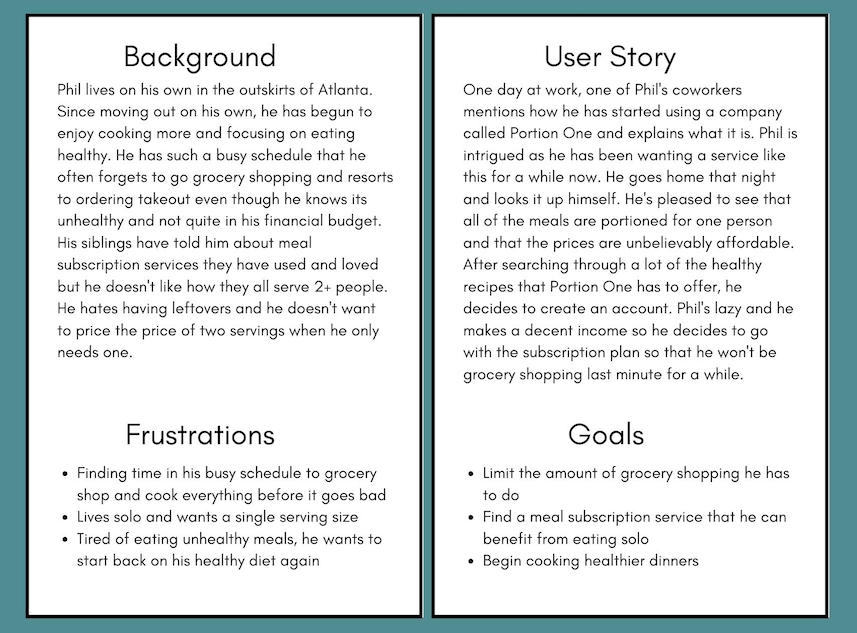 Background
Phil lives on his own in the outskirts of Atlanta.
Since moving out on his own, he has begun to
enjoy cooking more and focusing on eating
healthy. He has such a busy schedule that he
often forgets to go grocery shopping and resorts
to ordering takeout even though he knows its
unhealthy and not quite in his financial budget.
His siblings have told him about meal
subscription services they have used and loved
but he doesn't like how they all serve 2+ people.
He hates having leftovers and he doesn't want
to price the price of two servings when he only
needs one.
Frustrations
• Finding time in his busy schedule to grocery
shop and cook everything before it goes bad
• Lives solo and wants a single serving size
• Tired of eating unhealthy meals, he wants to
start back on his healthy diet again
User Story
One day at work, one of Phil's coworkers
mentions how he has started using a company
called Portion One and explains what it is. Phil is
intrigued as he has been wanting a service like
this for a while now. He goes home that night
and looks it up himself. He's pleased to see that
all of the meals are portioned for one person
and that the prices are unbelievably affordable.
After searching through a lot of the healthy
recipes that Portion One has to offer, he
decides to create an account. Phil's lazy and he
makes a decent income so he decides to go
with the subscription plan so that he won't be
grocery shopping last minute for a while.
Goals
• Limit the amount of grocery shopping he has
to do
• Find a meal subscription service that he can
benefit from eating solo
• Begin cooking healthier dinners